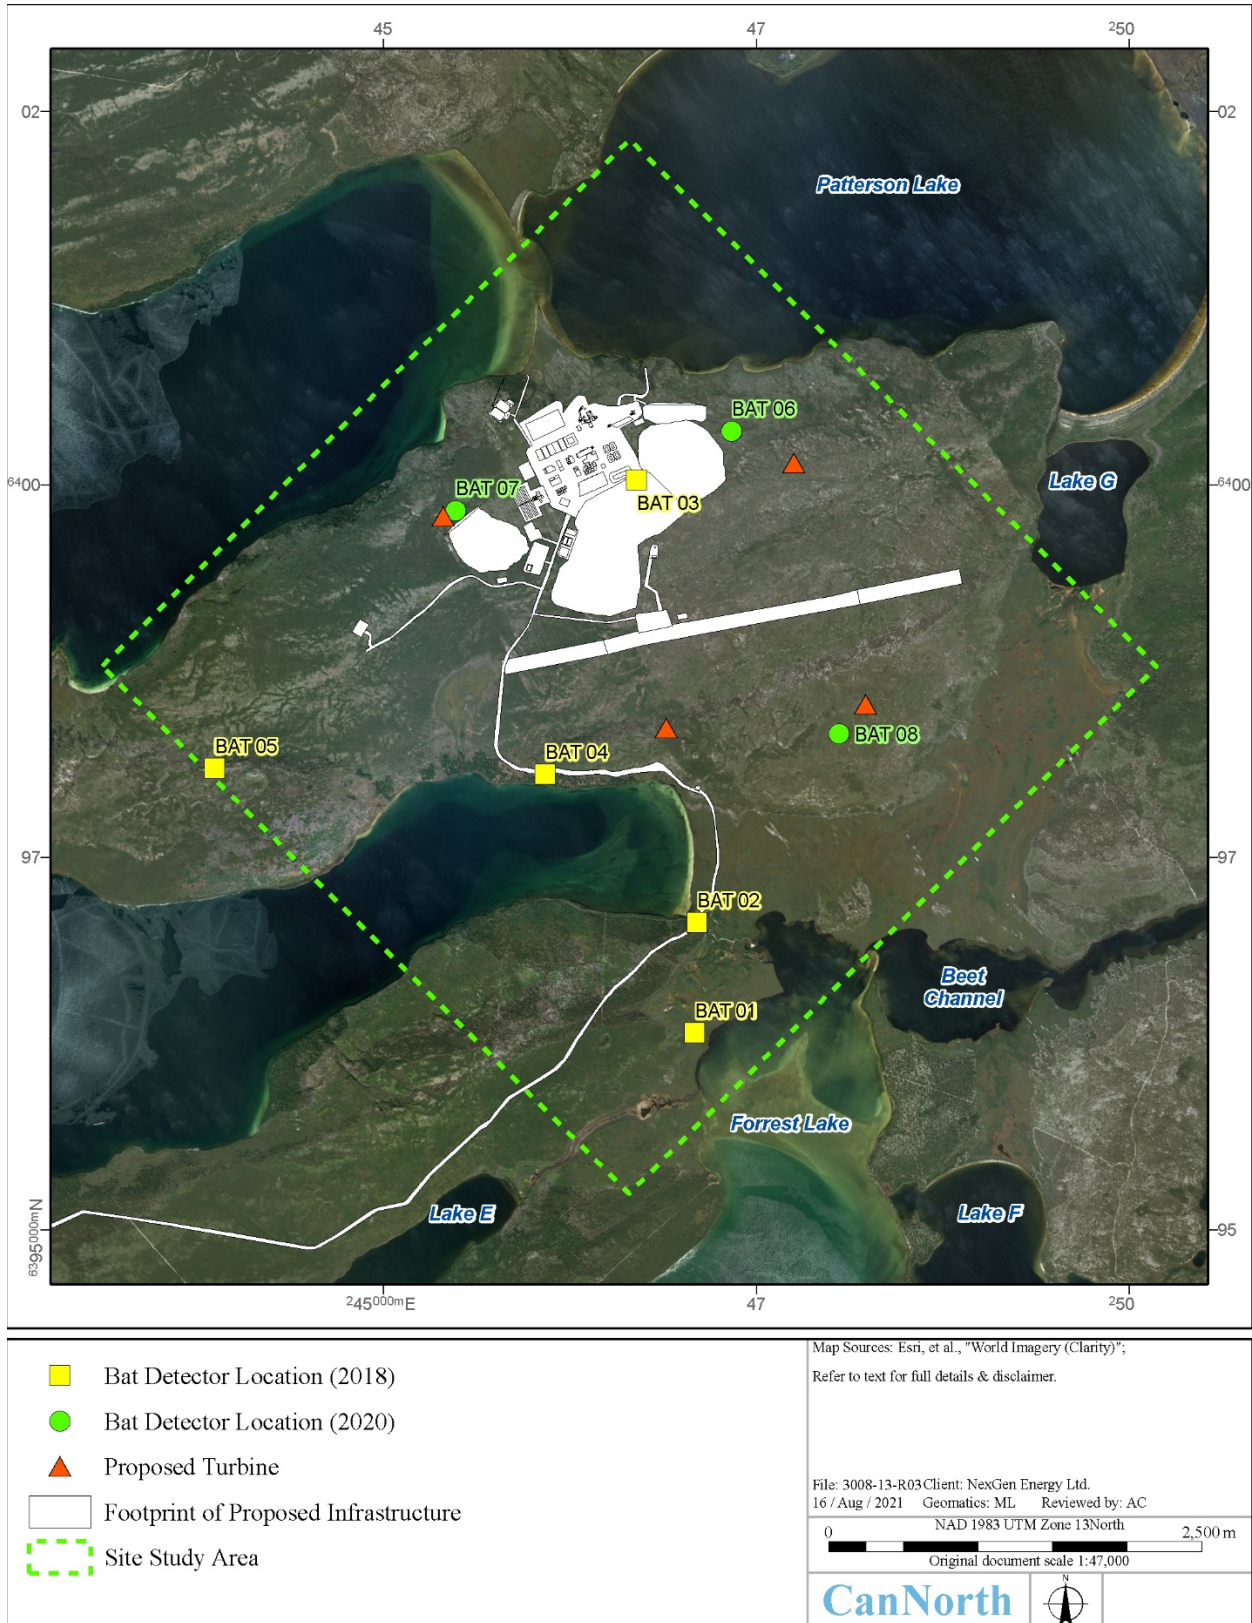 45 47 250
02 02
Patterson Lake
BAT 06
6400 6400
Lake G
BAT 07
BAT 03
BAT 05
BAT 04
BAT 08
97 97
BAT 02
Beet
Channel
BAT 01
Forrest Lake
Lake E
Lake F
6395000mN 95
245000mE 47 250
Bat Detector Location (2018)
Bat Detector Location (2020)
Proposed Turbine
Footprint of Proposed Infrastructure
Site Study Area
Map Sources: Esri, et al., "World Imagery (Clarity)";
Refer to text for full details & disclaimer.
File: 3008-13-R03 Client: NexGen Energy Ltd.
16 / Aug / 2021 Geomatics: ML Reviewed by: AC
NAD 1983 UTM Zone 13North
0 2,500 m
Original document scale 1:47,000
CanNorth
N